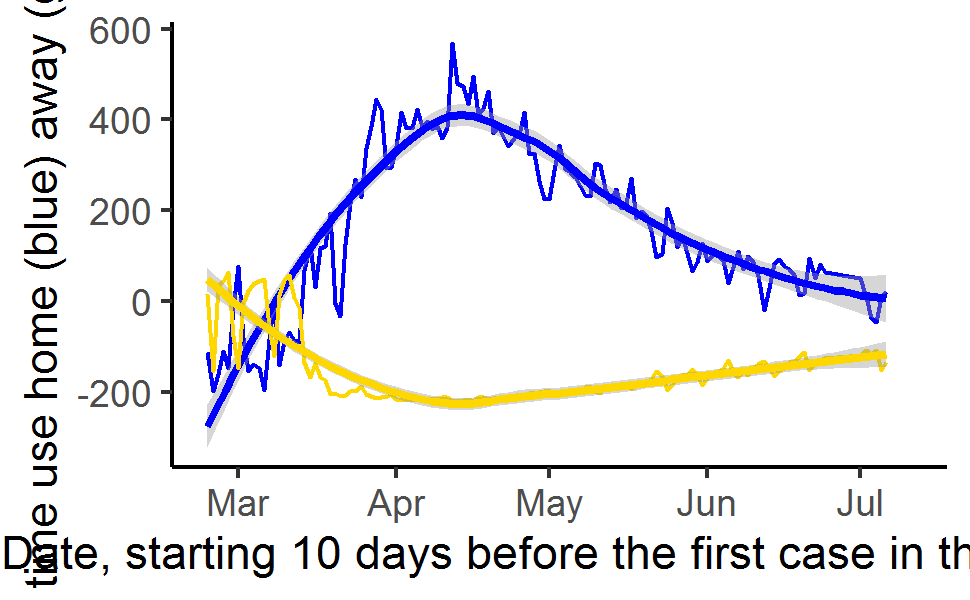 time use home (blue) away (
600
400
200
0
-200
Mar Apr May Jun Jul
Date, starting 10 days before the first case in th